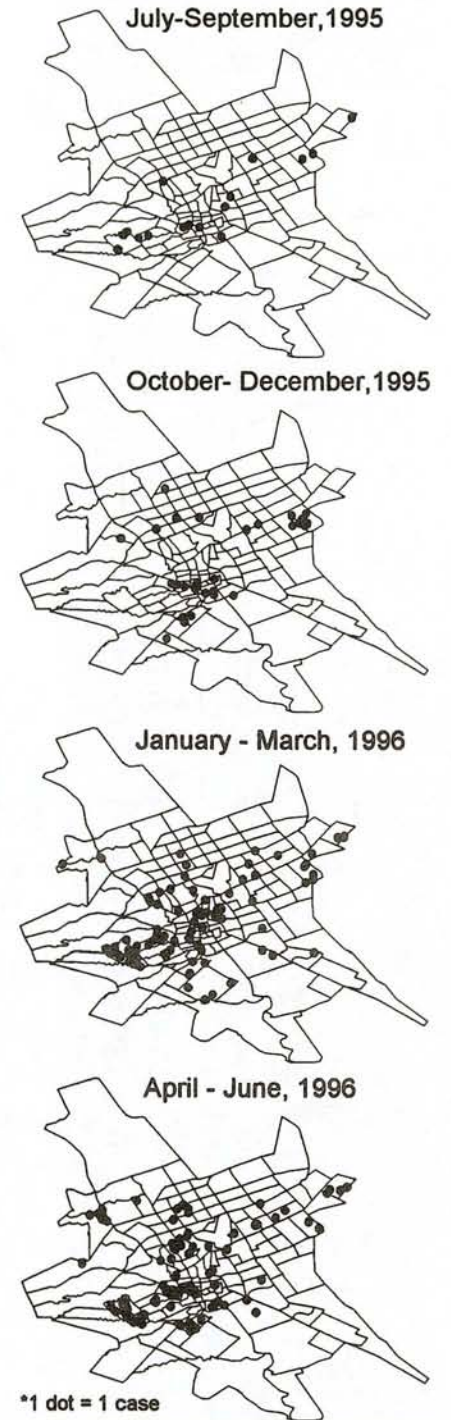 July-September,1995
October- December,1995
January - March, 1996
April - June, 1996
*1 dot = 1 case